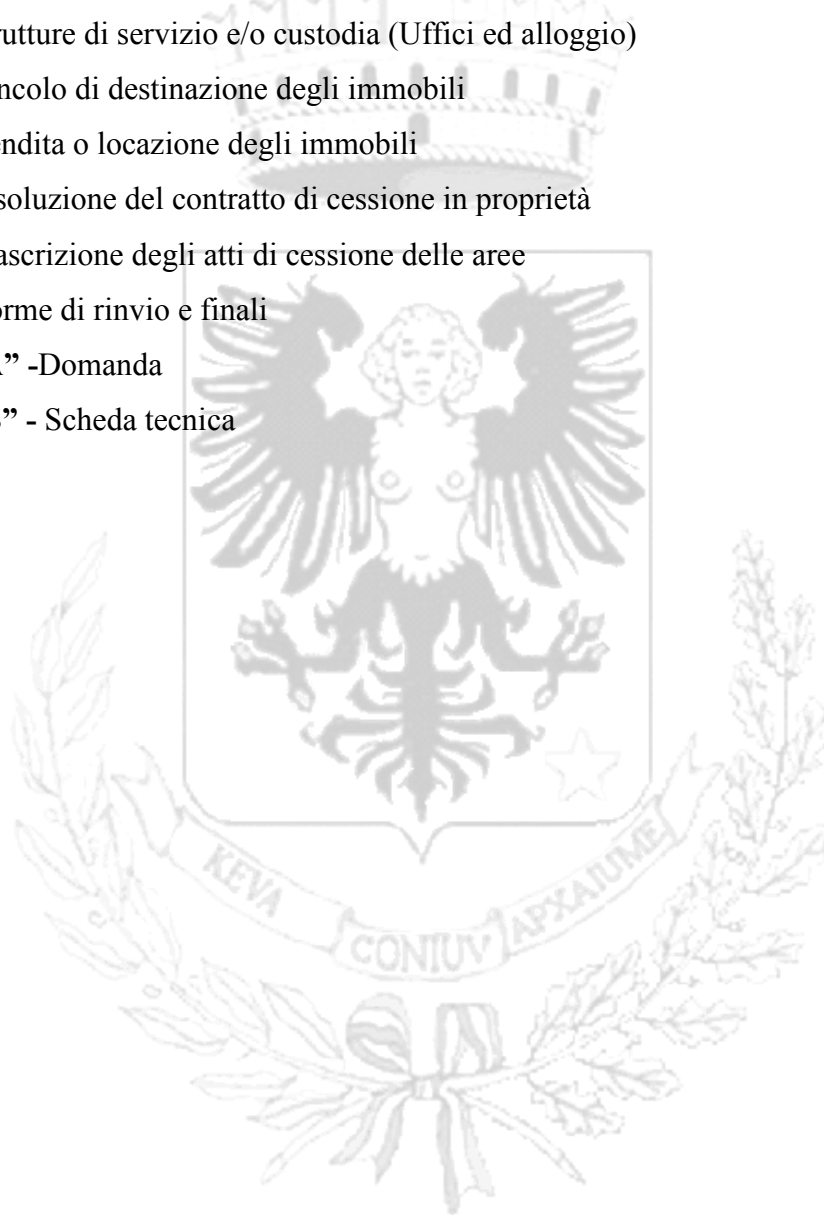 rutture di servizio e/o custodia (Uffici ed alloggio)
ncolo di destinazione degli immobili
endita o locazione degli immobili
soluzione del contratto di cessione in proprietà
ascrizione degli atti di cessione delle aree
orme di rinvio e finali
” -Domanda
” - Scheda tecnica
KEVA
CONIUV
APXAIUME